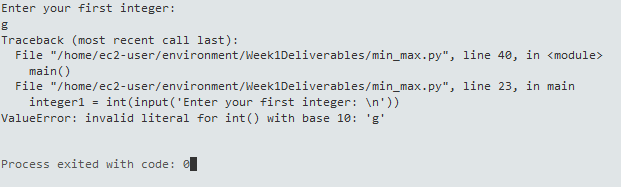 Enter your first integer:
g
Traceback (most recent call last):
  File "/home/ec2-user/environment/Week1Deliverables/min_max.py", line 40, in <module>
    main()
  File "/home/ec2-user/environment/Week1Deliverables/min_max.py", line 23, in main
    integer1 = int(input('Enter your first integer: \n'))
ValueError: invalid literal for int() with base 10: 'g'
Process exited with code: 0